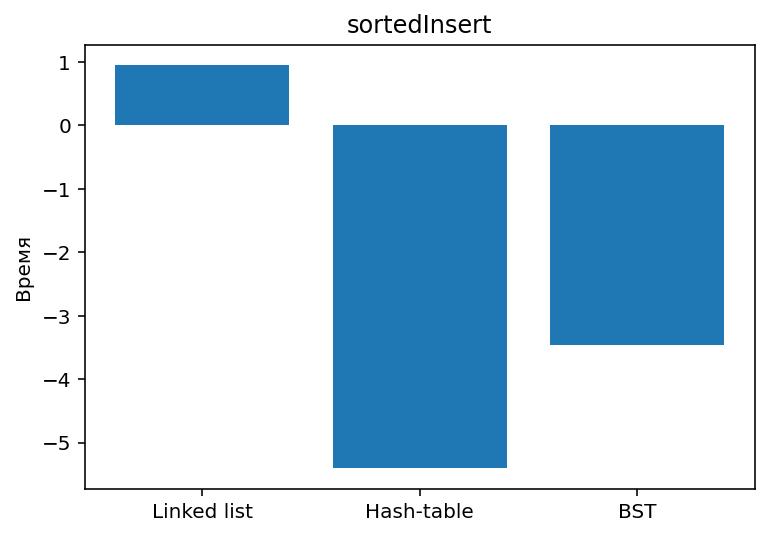 sortedInsert
Время
1
0
−1
−2
−3
−4
−5
Linked list
Hash-table
BST